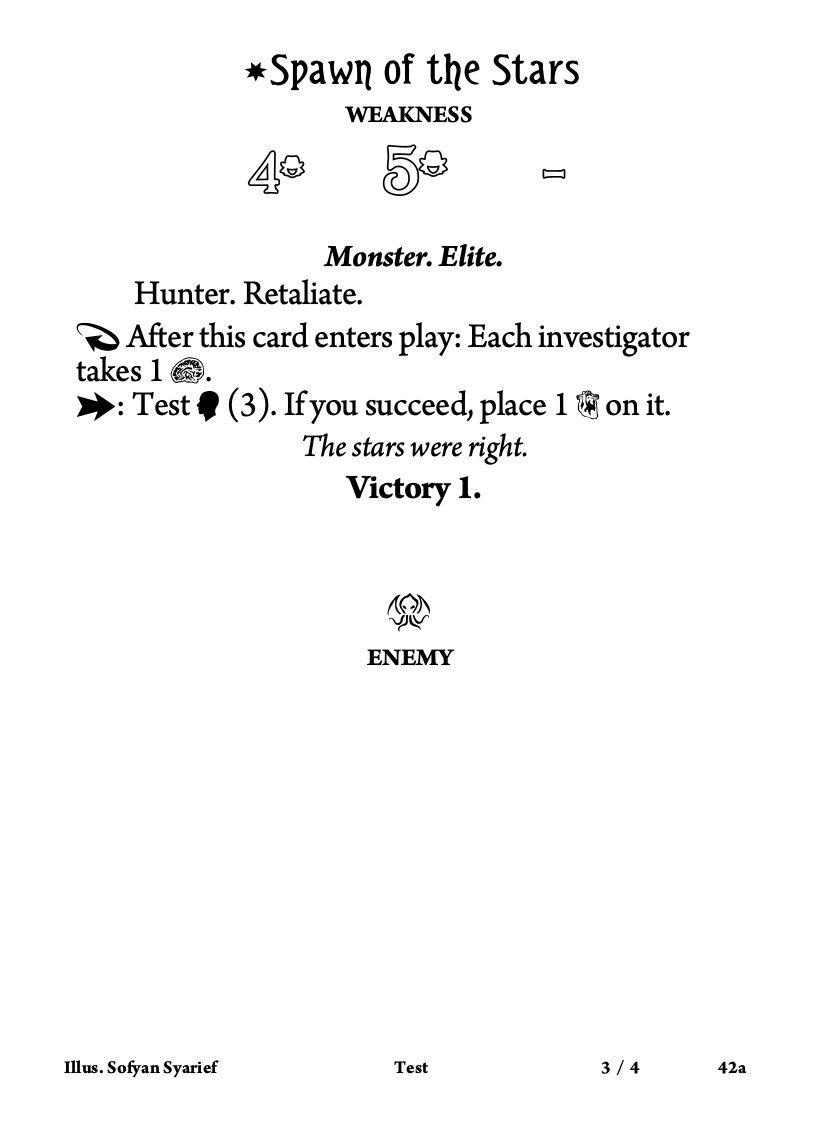 Spawn of the Stars
WEAKNESS
4 5 –
Monster. Elite.
Hunter. Retaliate.
After this card enters play: Each investigator
takes 1 .
: Test (3). If you succeed, place 1 on it.
The stars were right.
Victory 1.
ENEMY
Illus. Sofyan Syarief Test 3 / 4 42a